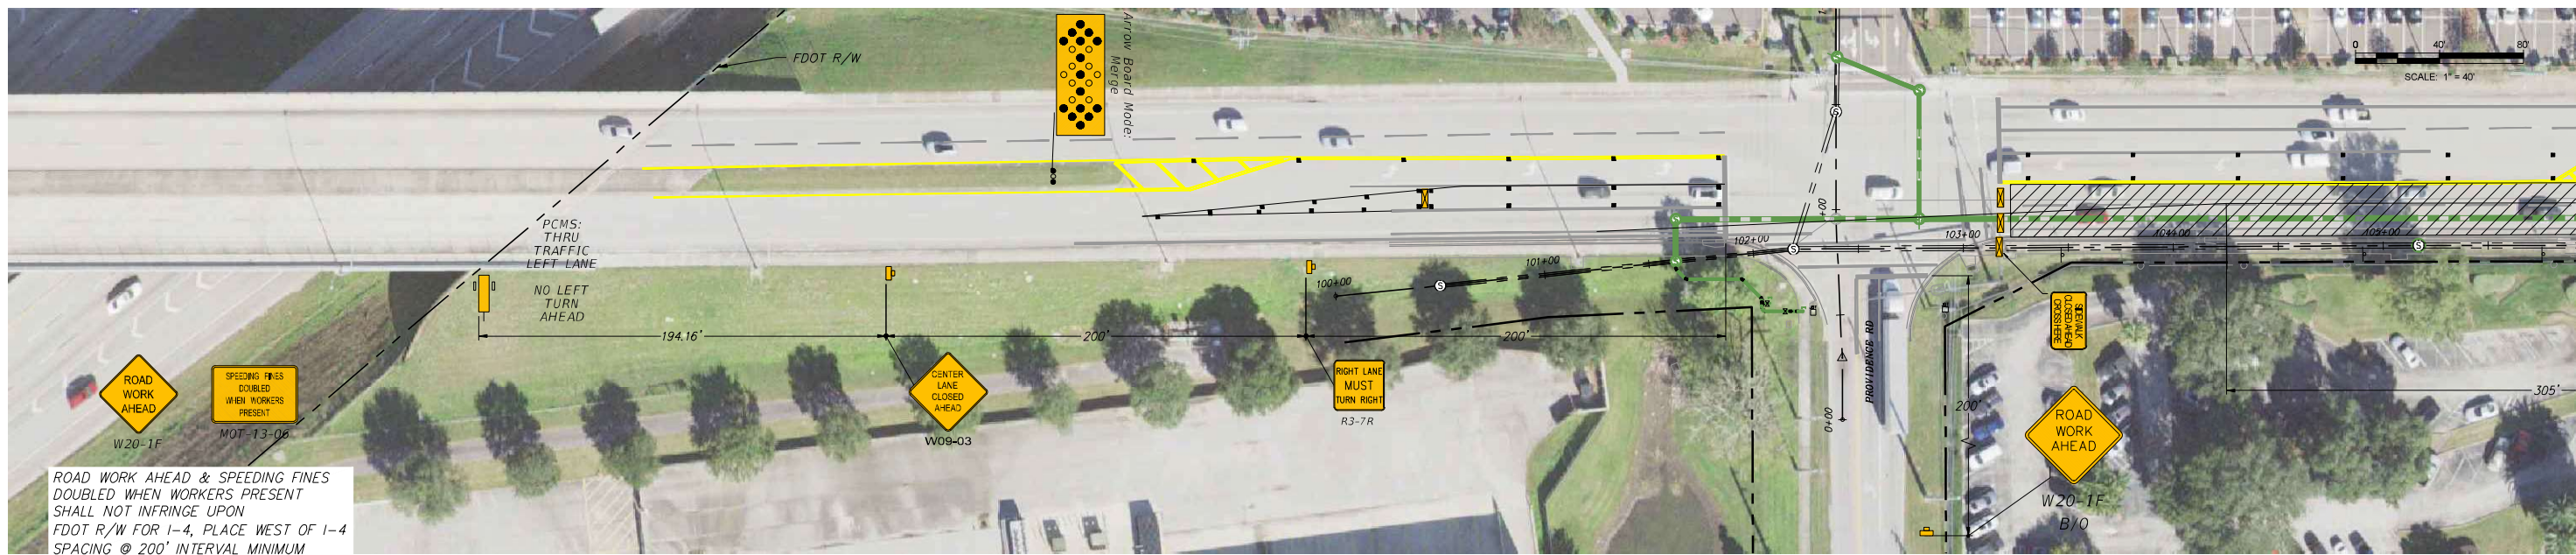 FDOT R/W
Arrow Board Mode:
Merge
0 40' 80'
SCALE: 1" = 40'
PCMS:
THRU
TRAFFIC
LEFT LANE
NO LEFT
TURN
AHEAD
194.16'
200'
200'
100+00
101+00
102+00
103+00
104+00
105+00
S
S
S
S
+00
0+00
PROVIDENCE RD
ROAD
WORK
AHEAD
W20-1F
SPEEDING FINES
DOUBLED
WHEN WORKERS
PRESENT
MOT-13-06
CENTER
LANE
CLOSED
AHEAD
W09-03
RIGHT LANE
MUST
TURN RIGHT
R3-7R
SIDEWALK
CLOSED AHEAD
CROSS HERE
305'
200'
ROAD
WORK
AHEAD
W20-1F
B/O
ROAD WORK AHEAD & SPEEDING FINES
DOUBLED WHEN WORKERS PRESENT
SHALL NOT INFRINGE UPON
FDOT R/W FOR I-4, PLACE WEST OF I-4
SPACING @ 200' INTERVAL MINIMUM